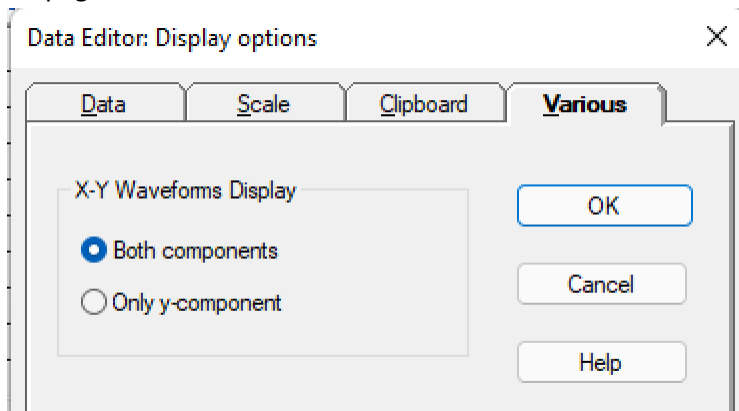 Data Editor: Display options
Data Scale Clipboard Various
X-Y Waveforms Display
OK
Both components
Cancel
Only y-component
Help